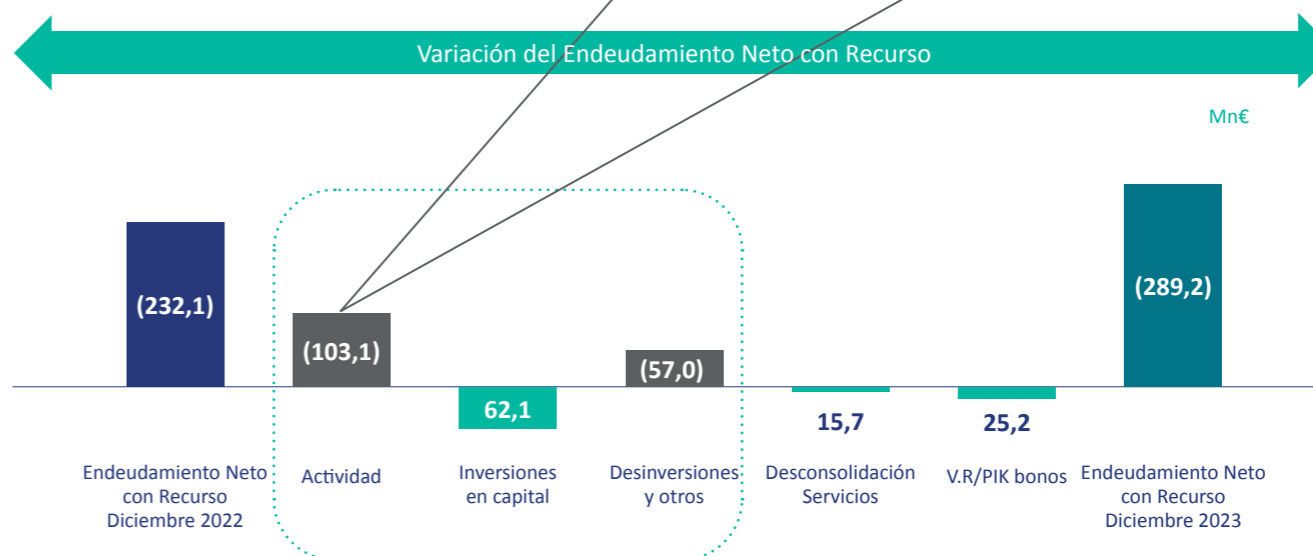 Variación del Endeudamiento Neto con Recurso
Mn€
(232,1)
(103,1)
62,1
(57,0)
15,7
25,2
(289,2)
Endeudamiento Neto
con Recurso
Diciembre 2022
Actividad
Inversiones
en capital
Desinversiones
y otros
Desconsolidación
Servicios
V.R/PIK bonos
Endeudamiento Neto
con Recurso
Diciembre 2023